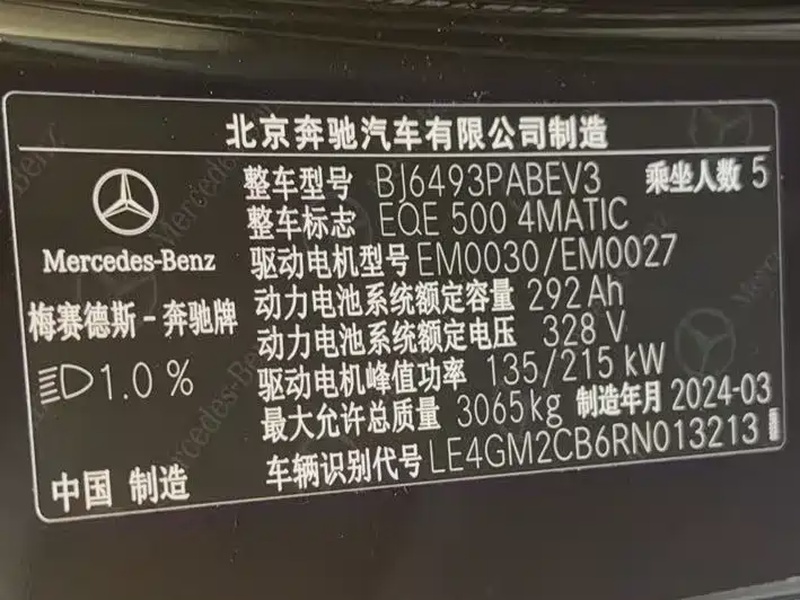 北京奔驰汽车有限公司制造
整车型号 BJ6493PABEV3 乘坐人数 5
整车标志 EQE 500 4MATIC
Mercedes-Benz
驱动电机型号 EM0030/EM0027
动力电池系统额定容量 292 Ah
梅赛德斯-奔驰牌
动力电池系统额定电压 328 V
驱动电机峰值功率 135/215 kW
1.0 %
最大允许总质量 3065kg 制造年月 2024-03
车辆识别代号 LE4GM2CB6RN013213
中国 制造